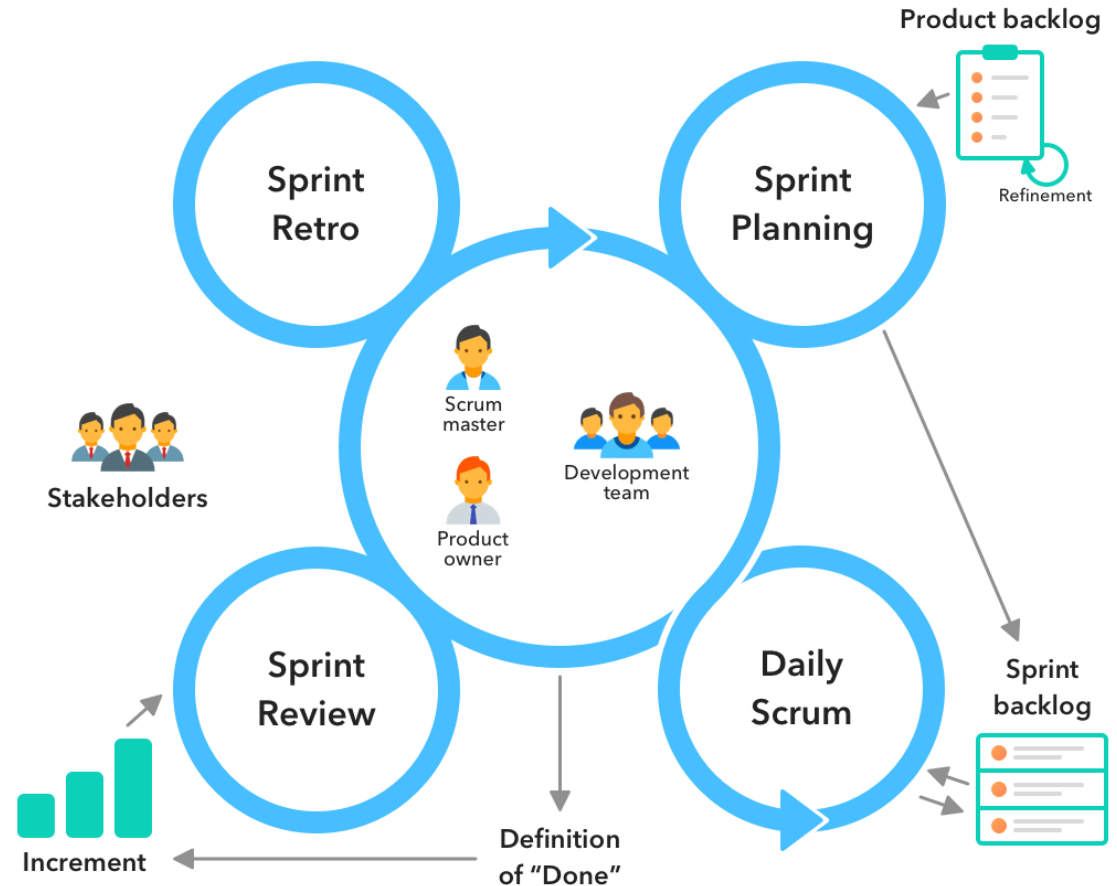 Product backlog
Refinement
Sprint
Retro
Sprint
Planning
Scrum
master
Development
team
Product
owner
Stakeholders
Sprint
Review
Daily
Scrum
Sprint
backlog
Increment
Definition
of “Done”